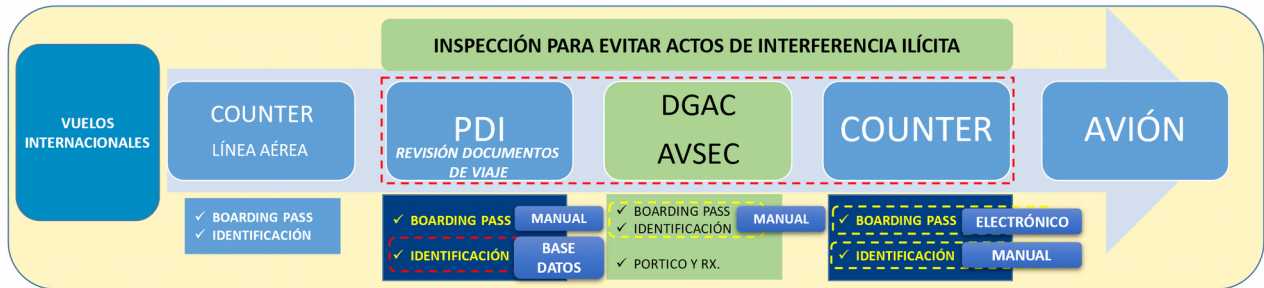 INSPECCIÓN PARA EVITAR ACTOS DE INTERFERENCIA ILÍCITA
VUELOS
INTERNACIONALES
COUNTER
LÍNEA AÉREA
PDI
REVISIÓN DOCUMENTOS
DE VIAJE
DGAC
AVSEC
COUNTER
AVIÓN
✓ BOARDING PASS
✓ IDENTIFICACIÓN
✓ BOARDING PASS MANUAL
✓ IDENTIFICACIÓN BASE
DATOS
✓ BOARDING PASS
✓ IDENTIFICACIÓN
MANUAL
✓ PORTICO Y RX.
✓ BOARDING PASS ELECTRÓNICO
✓ IDENTIFICACIÓN MANUAL